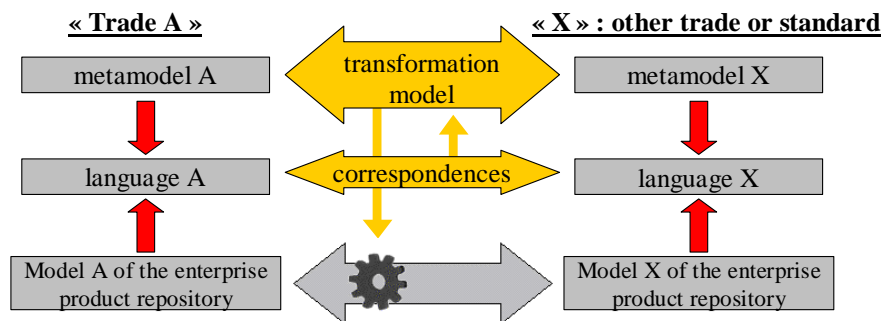 « Trade A »
« X » : other trade or standard
metamodel A
transformation
model
metamodel X
language A
correspondences
language X
Model A of the enterprise
product repository
Model X of the enterprise
product repository